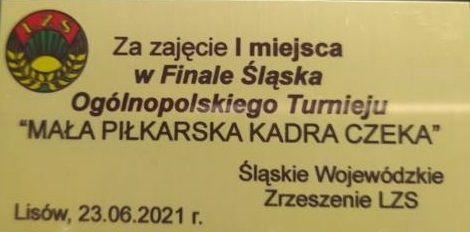 LZS
Za zajęcie I miejsca
w Finale Śląska
Ogólnopolskiego Turnieju
"MAŁA PIŁKARSKA KADRA CZEKA"
Śląskie Wojewódzkie
Zrzeszenie LZS
Lisów, 23.06.2021 r.